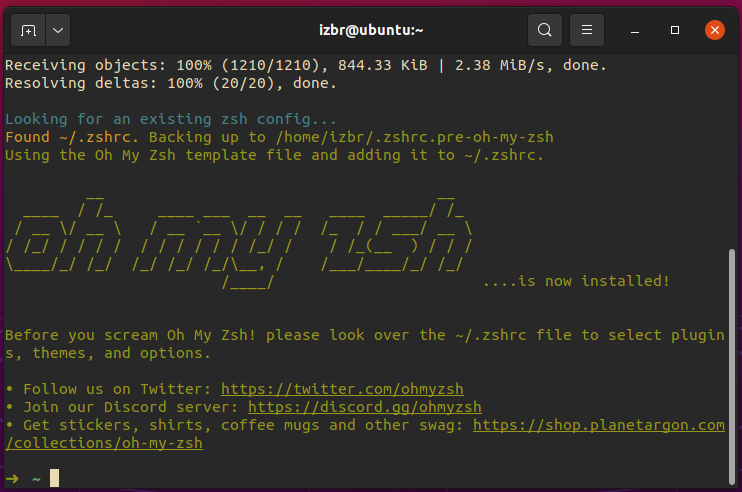 izbr@ubuntu:~
Receiving objects: 100% (1210/1210), 844.33 KiB | 2.38 MiB/s, done.
Resolving deltas: 100% (20/20), done.
Looking for an existing zsh config...
Found ~/.zshrc. Backing up to /home/izbr/.zshrc.pre-oh-my-zsh
Using the Oh My Zsh template file and adding it to ~/.zshrc.
oh my zsh
....is now installed!
Before you scream Oh My Zsh! please look over the ~/.zshrc file to select plugin
s, themes, and options.
• Follow us on Twitter: https://twitter.com/ohmyzsh
• Join our Discord server: https://discord.gg/ohmyzsh
• Get stickers, shirts, coffee mugs and other swag: https://shop.planetargon.com
/collections/oh-my-zsh
➜ ~